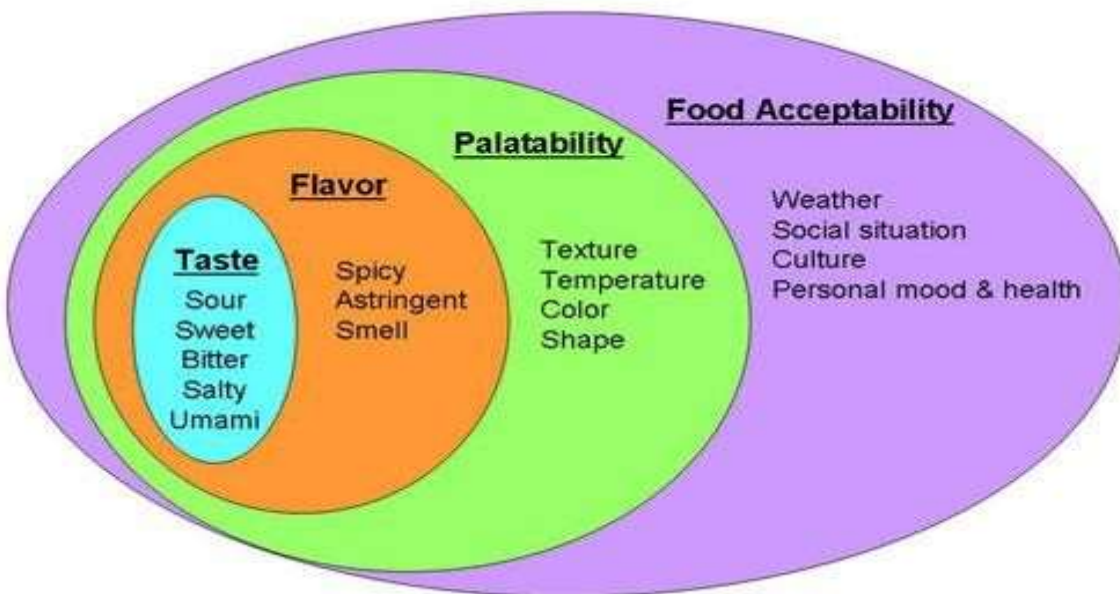 Food Acceptability
Weather
Social situation
Culture
Personal mood & health
Palatability
Texture
Temperature
Color
Shape
Flavor
Spicy
Astringent
Smell
Taste
Sour
Sweet
Bitter
Salty
Umami